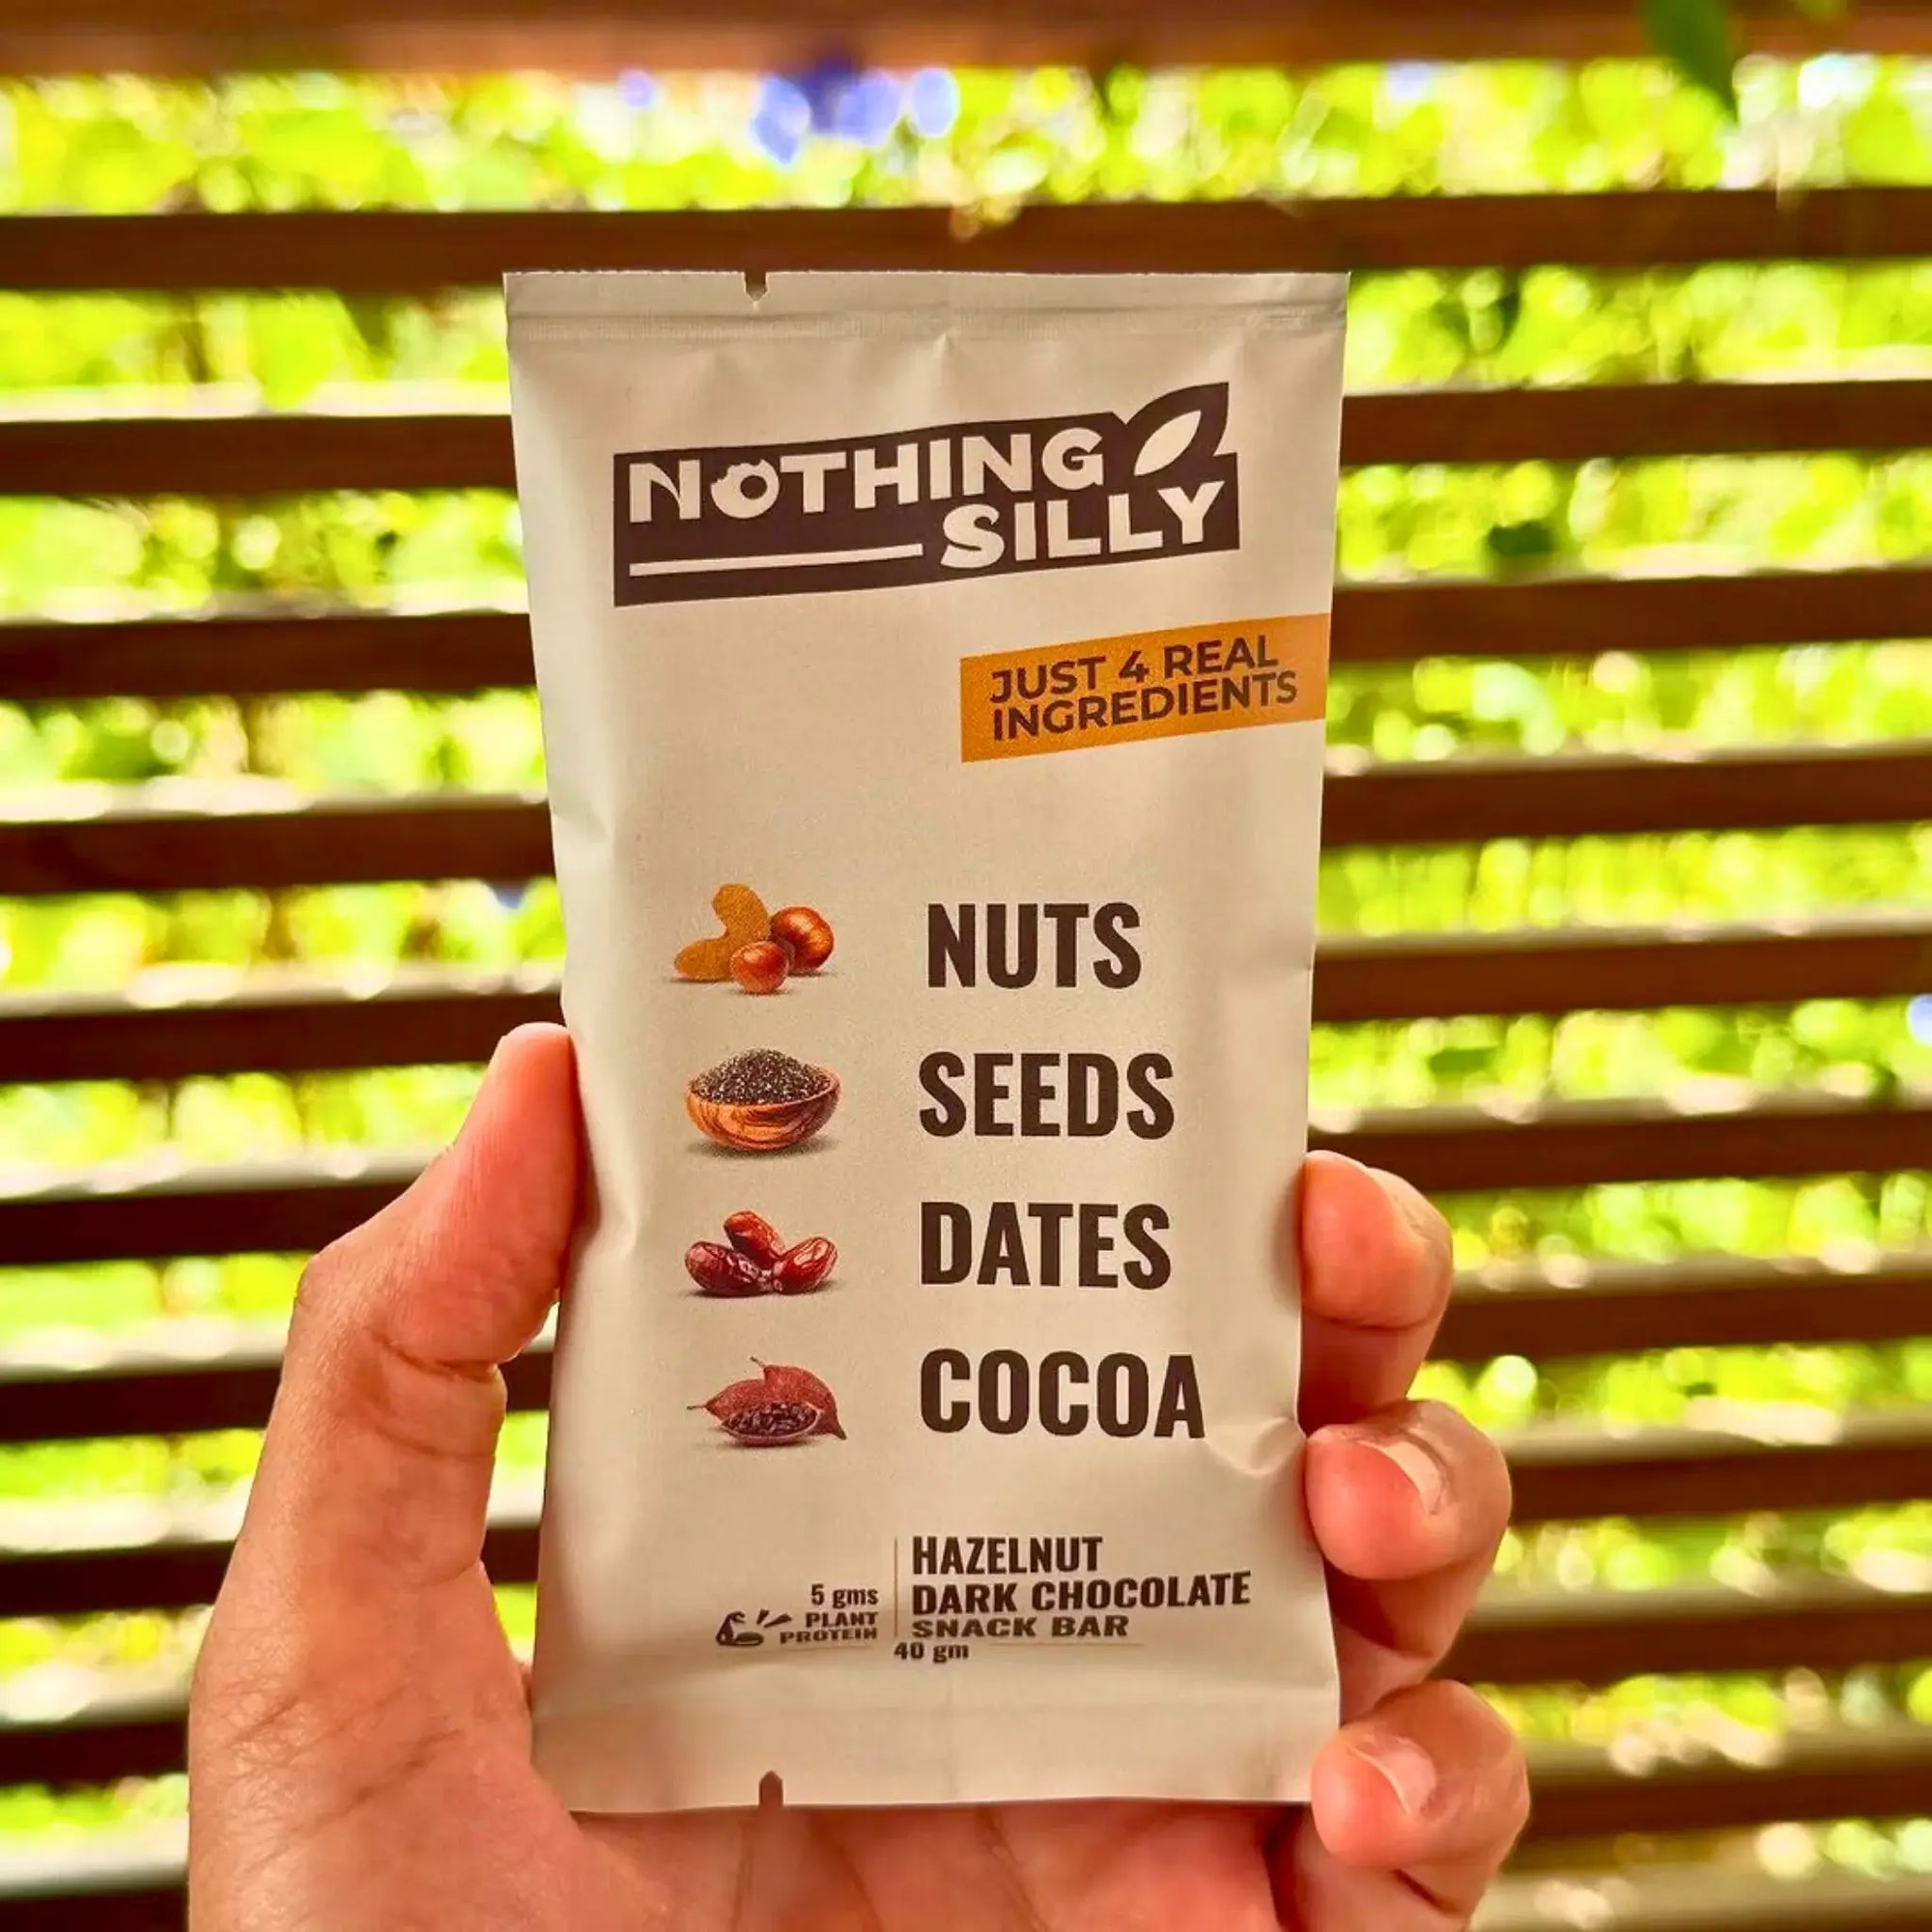 NOTHING
SILLY
JUST 4 REAL
INGREDIENTS
NUTS
SEEDS
DATES
COCOA
5 gms
PLANT
PROTEIN
HAZELNUT
DARK CHOCOLATE
SNACK BAR
40 gm